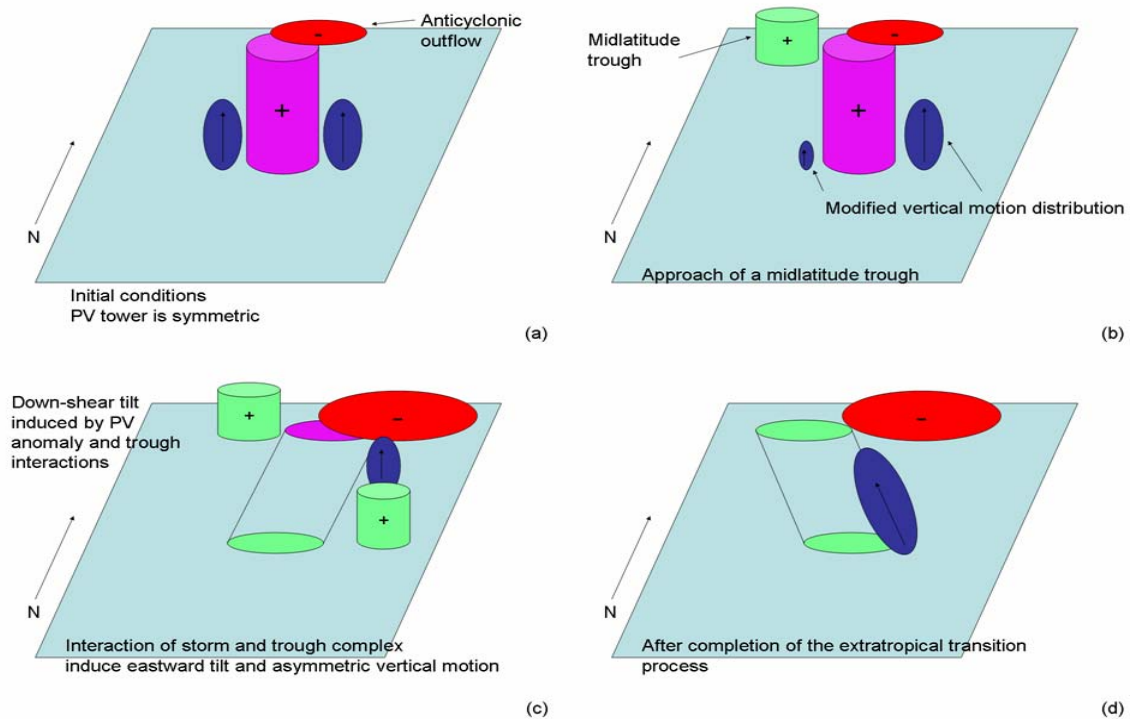 Anticyclonic
outflow
-
+
N
Initial conditions
PV tower is symmetric
(a)
Midlatitude
trough
+
-
+
Modified vertical motion distribution
N
Approach of a midlatitude trough
(b)
Down-shear tilt
induced by PV
anomaly and trough
interactions
+
-
+
N
Interaction of storm and trough complex
induce eastward tilt and asymmetric vertical motion
(c)
-
N
After completion of the extratropical transition
process
(d)